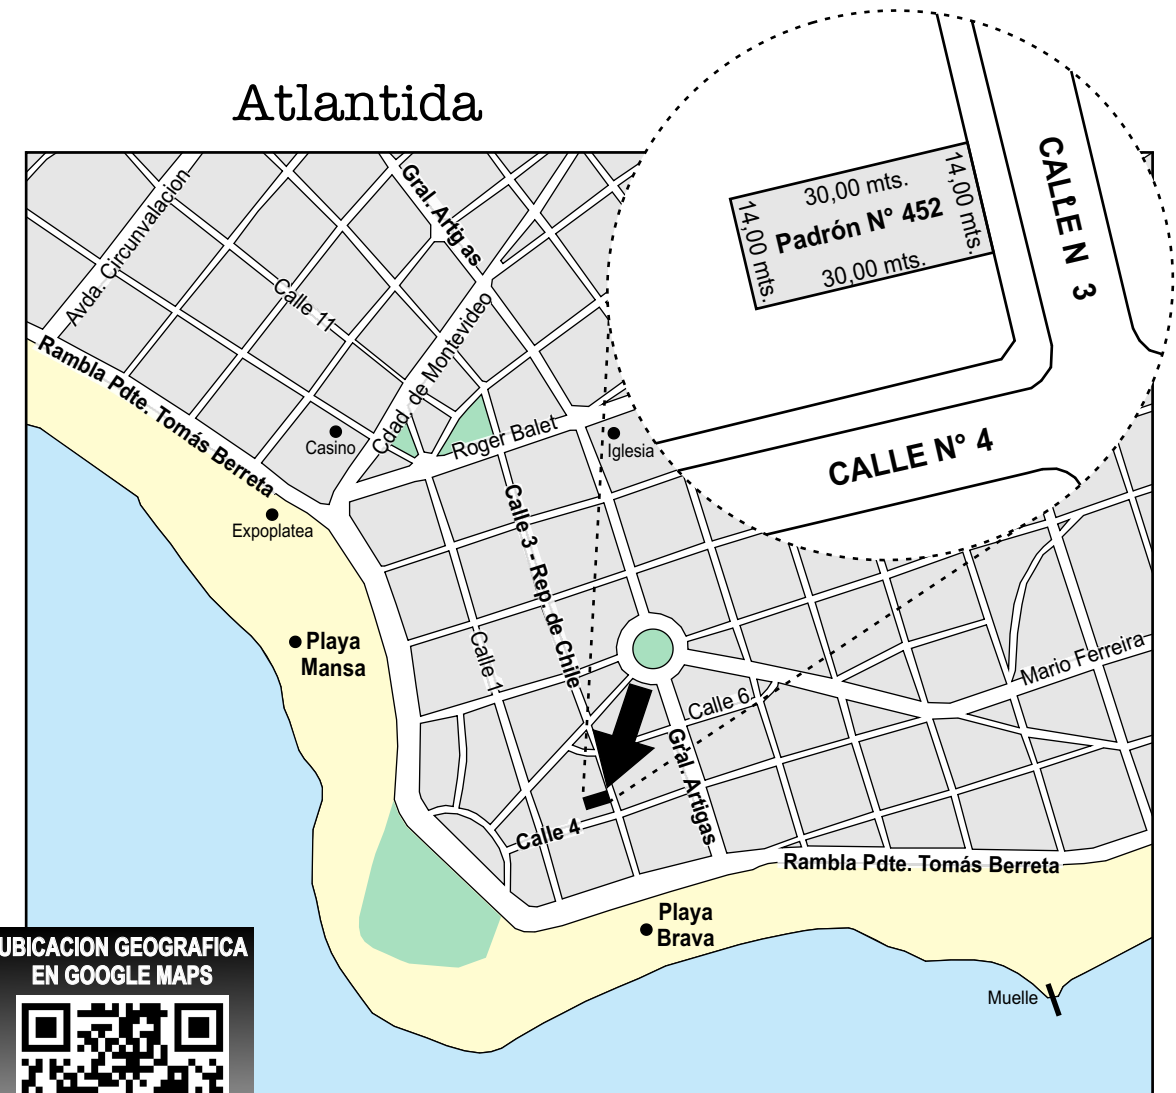 Atlantida
Avda. Circunvalacion
Gral. Artig as
Calle 11
Cdad. de Montevideo
14,00 mts.
30,00 mts.
Padrón N° 452
30,00 mts.
14,00 mts.
CALLE N° 3
CALLE N° 4
Rambla Pdte. Tomás Berreta
Casino
Roger Balet
Iglesia
Expoplatea
Calle 3 - Rep. de Chile
Playa
Mansa
Calle 1
Calle 6
Mario Ferreira
Gral. Artigas
Calle 4
Rambla Pdte. Tomás Berreta
Playa
Brava
Muelle
UBICACION GEOGRAFICA
EN GOOGLE MAPS